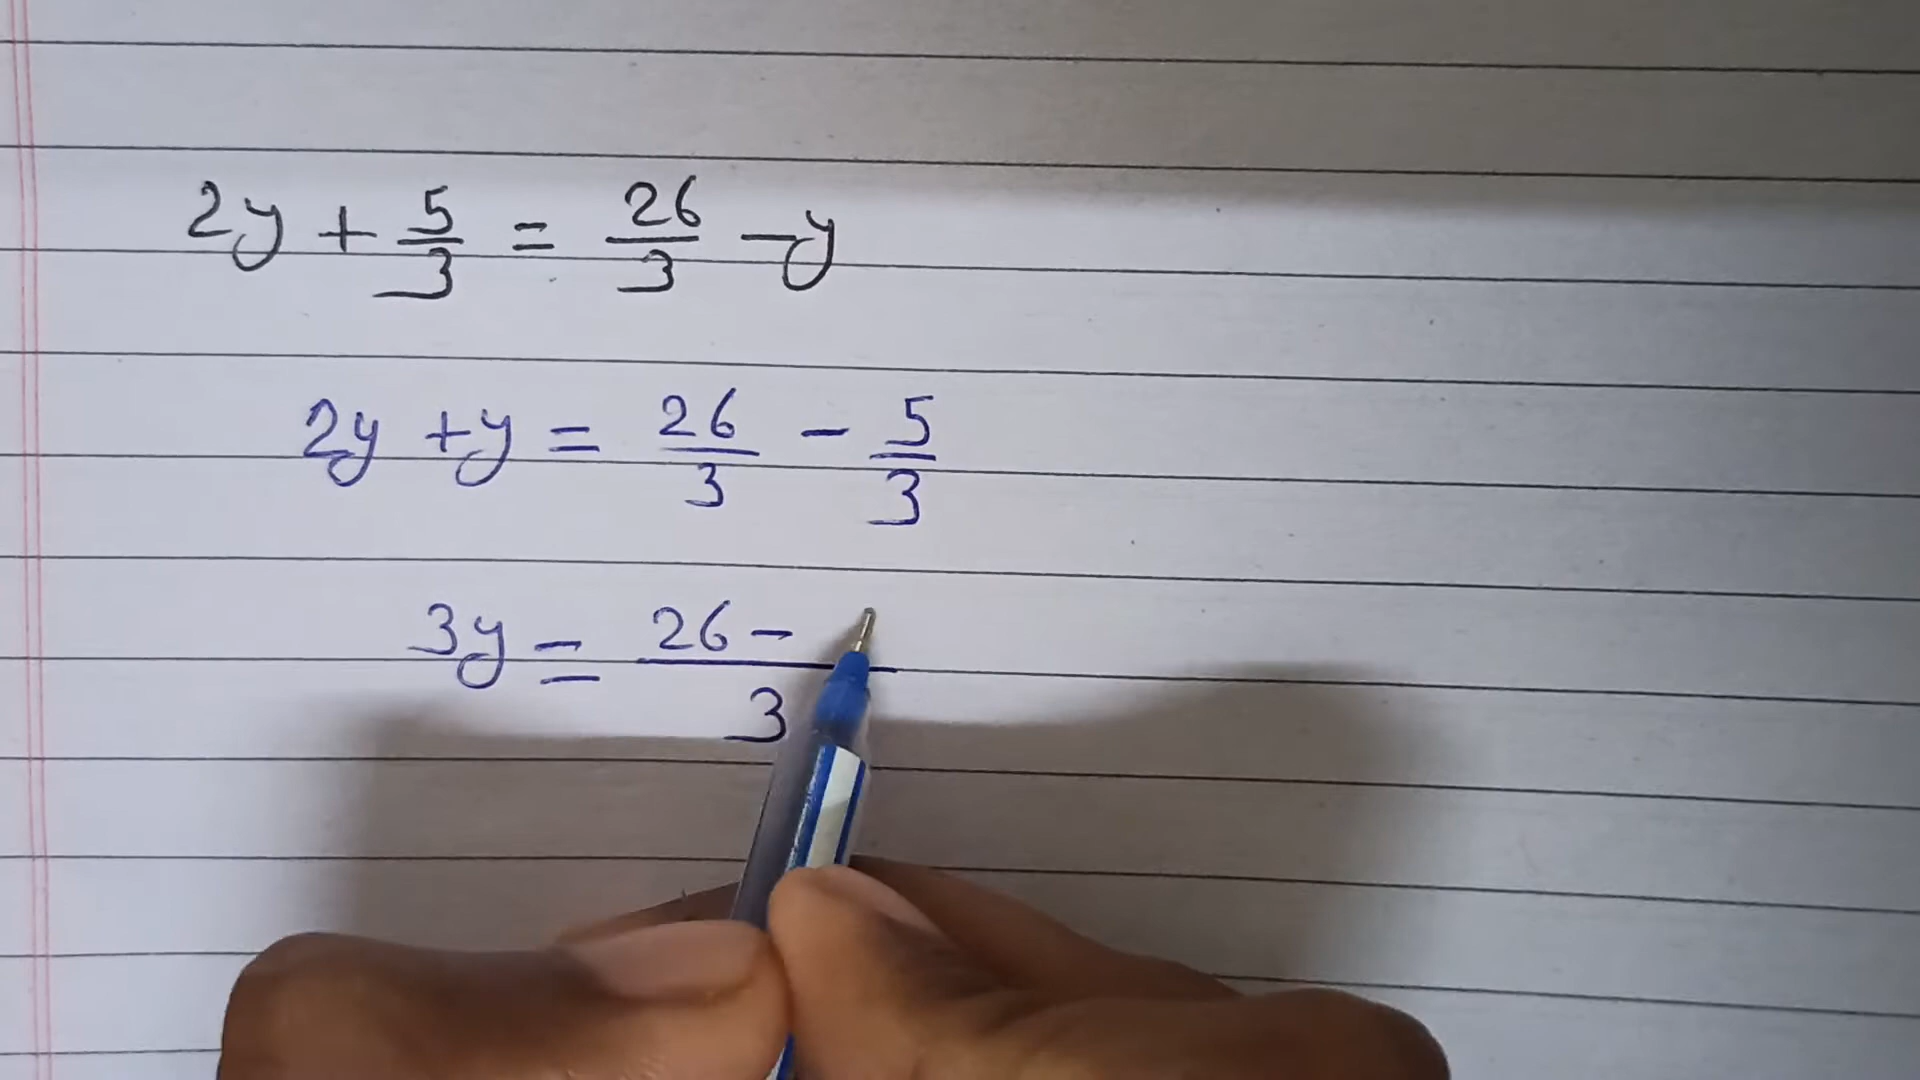 2y + 5/3 = 26/3 - y
2y + y = 26/3 - 5/3
3y = 26 - /3